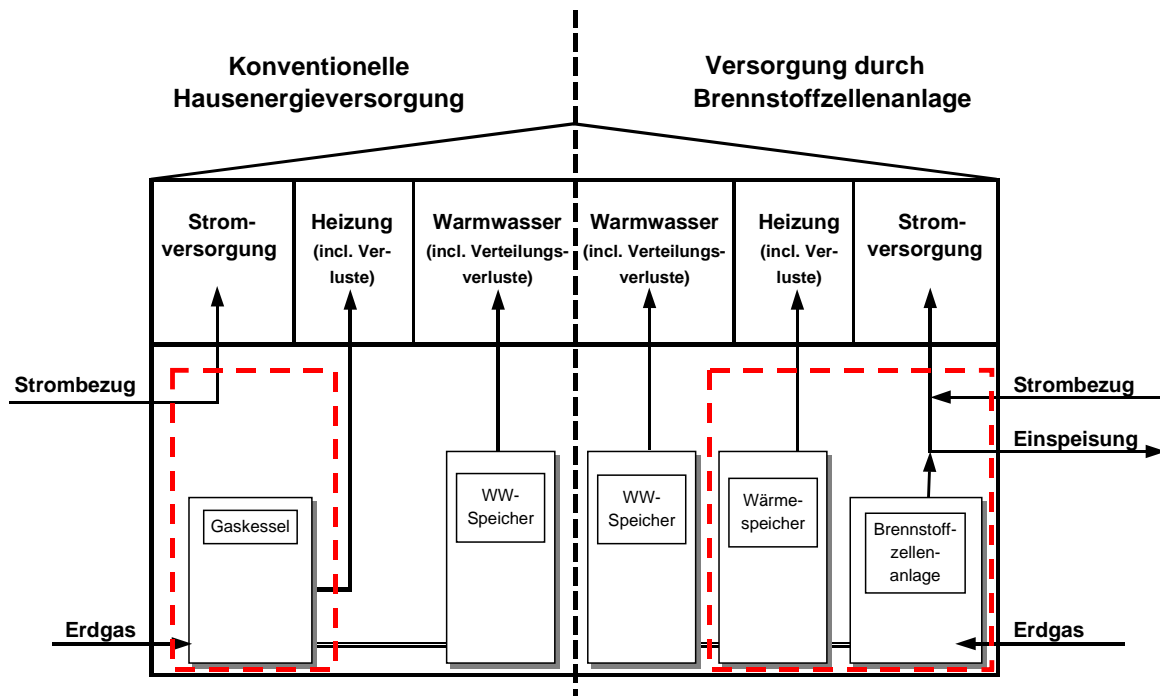 Konventionelle
Hausenergieversorgung
Versorgung durch
Brennstoffzellenanlage
Strom-
versorgung
Heizung
(incl. Ver-
luste)
Warmwasser
(incl. Verteilungs-
verluste)
Warmwasser
(incl. Verteilungs-
verluste)
Heizung
(incl. Ver-
luste)
Strom-
versorgung
Strombezug
Strombezug
Einspeisung
Gaskessel
WW-
Speicher
WW-
Speicher
Wärme-
speicher
Brennstoff-
zellen-
anlage
Erdgas
Erdgas